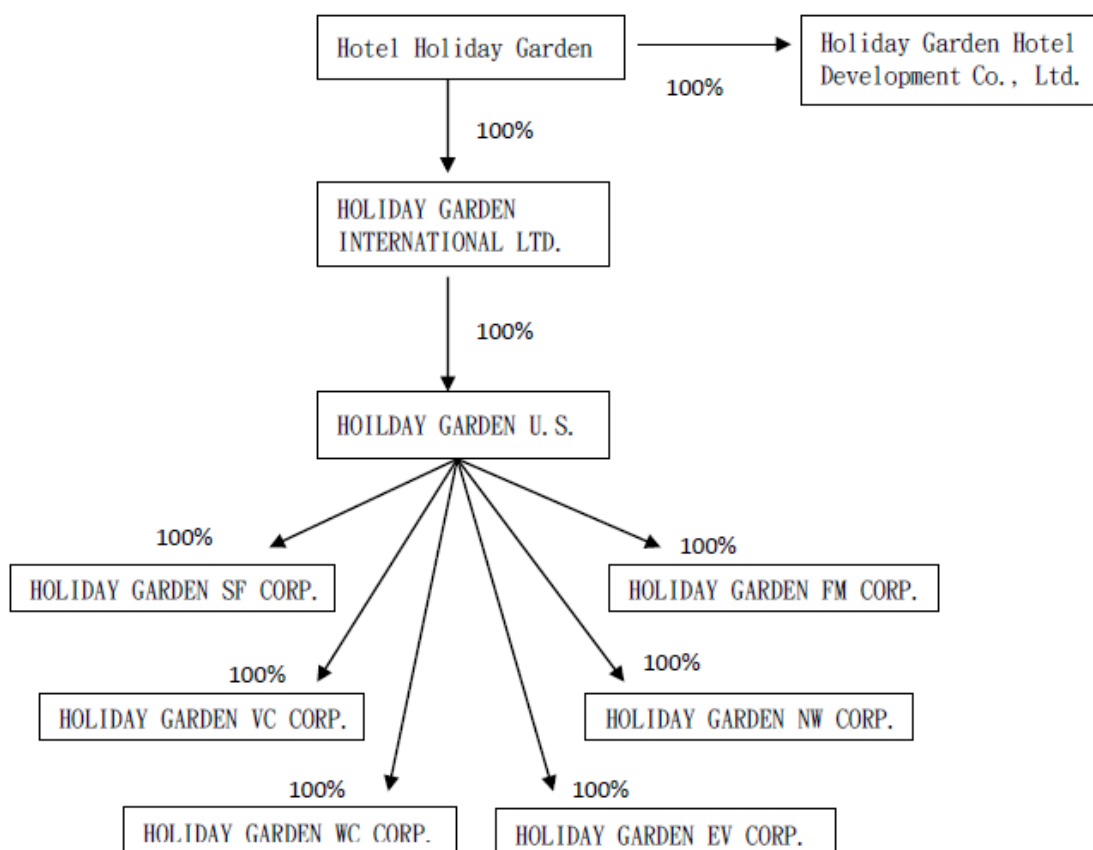 Hotel Holiday Garden
Holiday Garden Hotel
Development Co., Ltd.
100%
100%
HOLIDAY GARDEN
INTERNATIONAL LTD.
100%
HOILDAY GARDEN U.S.
100%
100%
HOLIDAY GARDEN SF CORP.
HOLIDAY GARDEN FM CORP.
100%
100%
HOLIDAY GARDEN VC CORP.
HOLIDAY GARDEN NW CORP.
100%
100%
HOLIDAY GARDEN WC CORP.
HOLIDAY GARDEN EV CORP.